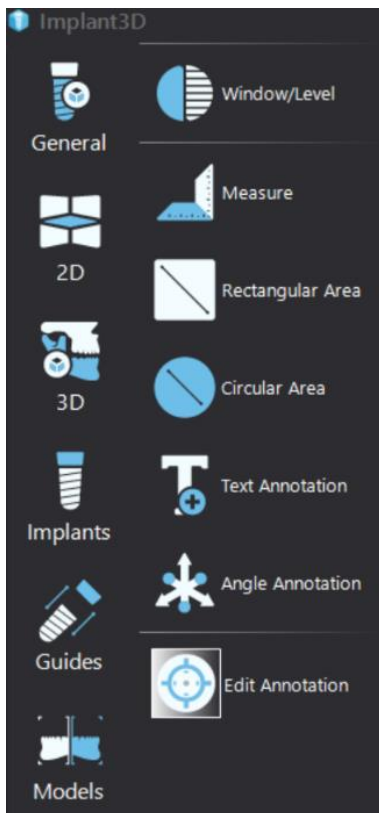 Implant3D
General
2D
3D
Implants
Guides
Models
Window/Level
Measure
Rectangular Area
Circular Area
Text Annotation
Angle Annotation
Edit Annotation